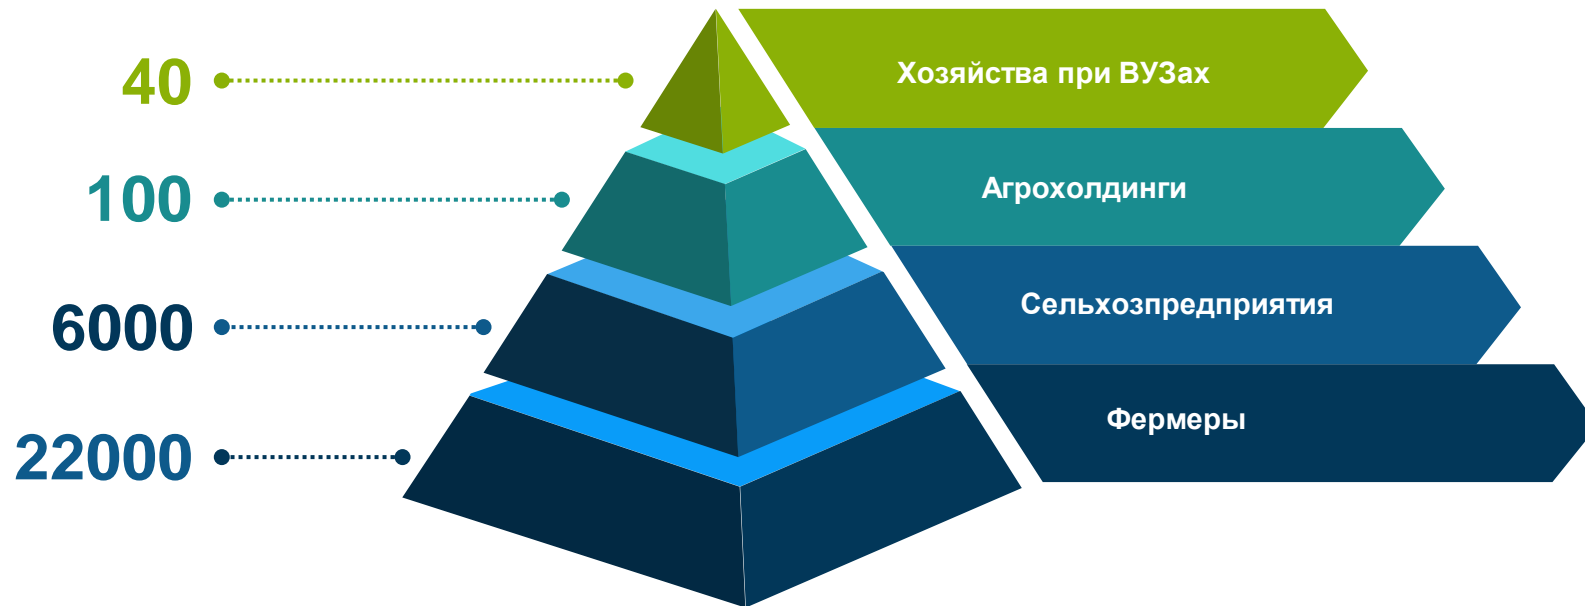 40
Хозяйства при ВУЗах
100
Агрохолдинги
6000
Сельхозпредприятия
22000
Фермеры